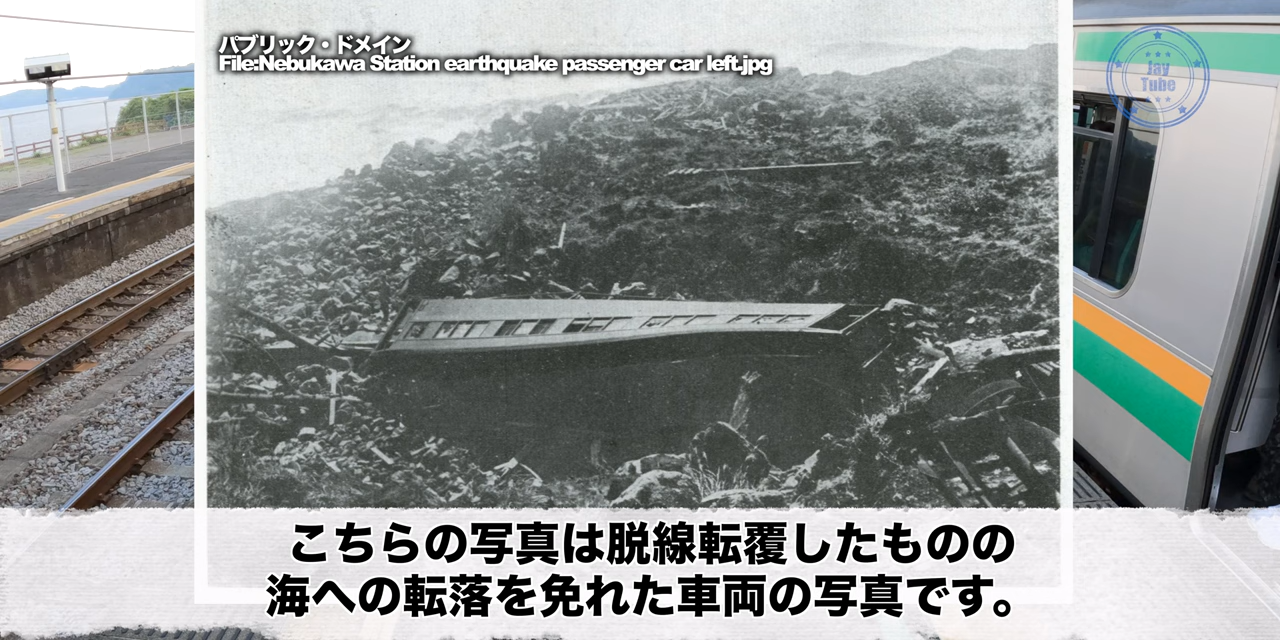 パブリック・ドメイン
File:Nebukawa Station earthquake passenger car left.jpg
jay
Tube
こちらの写真は脱線転覆したものの
海への転落を免れた車両の写真です。